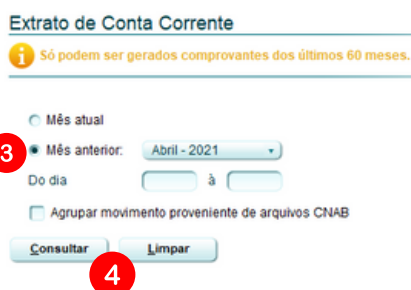 Extrato de Conta Corrente
i Só podem ser gerados comprovantes dos últimos 60 meses.
Mês atual
3 Mês anterior: Abril - 2021
Do dia à
Agrupar movimento proveniente de arquivos CNAB
Consultar Limpar
4